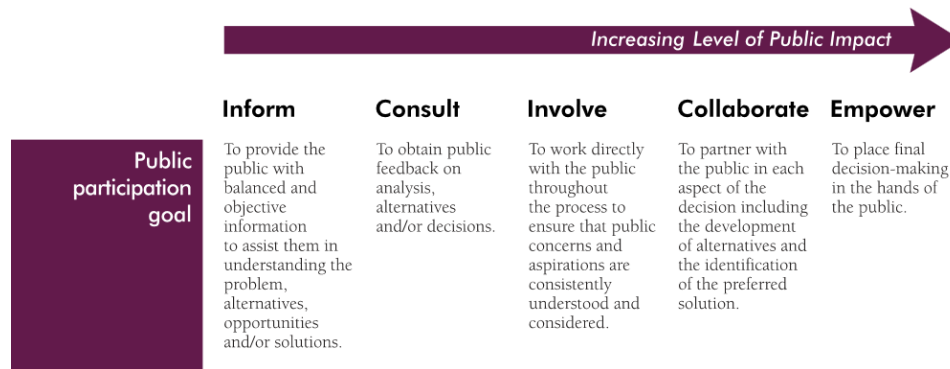 Increasing Level of Public Impact
Inform
Consult
Involve
Collaborate
Empower
Public
participation
goal
To provide the
public with
balanced and
objective
information
to assist them in
understanding the
problem,
alternatives,
opportunities
and/or solutions.
To obtain public
feedback on
analysis,
alternatives
and/or decisions.
To work directly
with the public
throughout
the process to
ensure that public
concerns and
aspirations are
consistently
understood and
considered.
To partner with
the public in each
aspect of the
decision including
the development
of alternatives and
the identification
of the preferred
solution.
To place final
decision-making
in the hands of
the public.